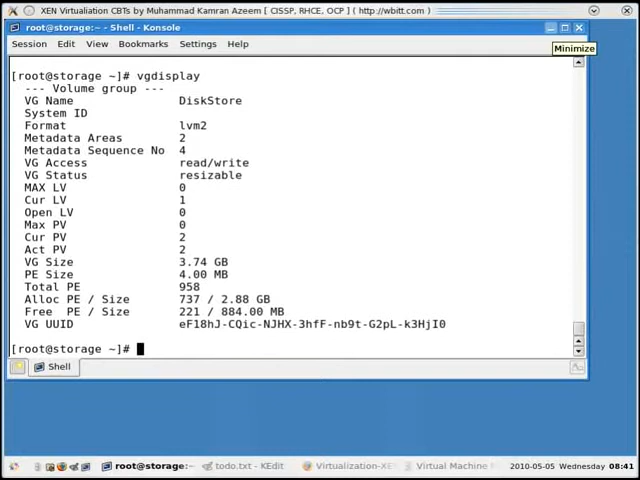 XEN Virtualiation CBTs by Muhammad Kamran Azeem [ CISSP, RHCE, OCP ] ( http://wbitt.com )
root@storage:~ - Shell - Konsole
Session Edit View Bookmarks Settings Help
Minimize
[root@storage ~]# vgdisplay
--- Volume group ---
VG Name DiskStore
System ID
Format lvm2
Metadata Areas 2
Metadata Sequence No 4
VG Access read/write
VG Status resizable
MAX LV 0
Cur LV 1
Open LV 0
Max PV 0
Cur PV 2
Act PV 2
VG Size 3.74 GB
PE Size 4.00 MB
Total PE 958
Alloc PE / Size 737 / 2.88 GB
Free PE / Size 221 / 884.00 MB
VG UUID eF18hJ-CQic-NJHX-3hfF-nb9t-G2pL-k3HjI0
[root@storage ~]#
Shell
root@storage:~ todo.txt - KEdit Virtualization-XE Virtual Machine 2010-05-05 Wednesday 08:41